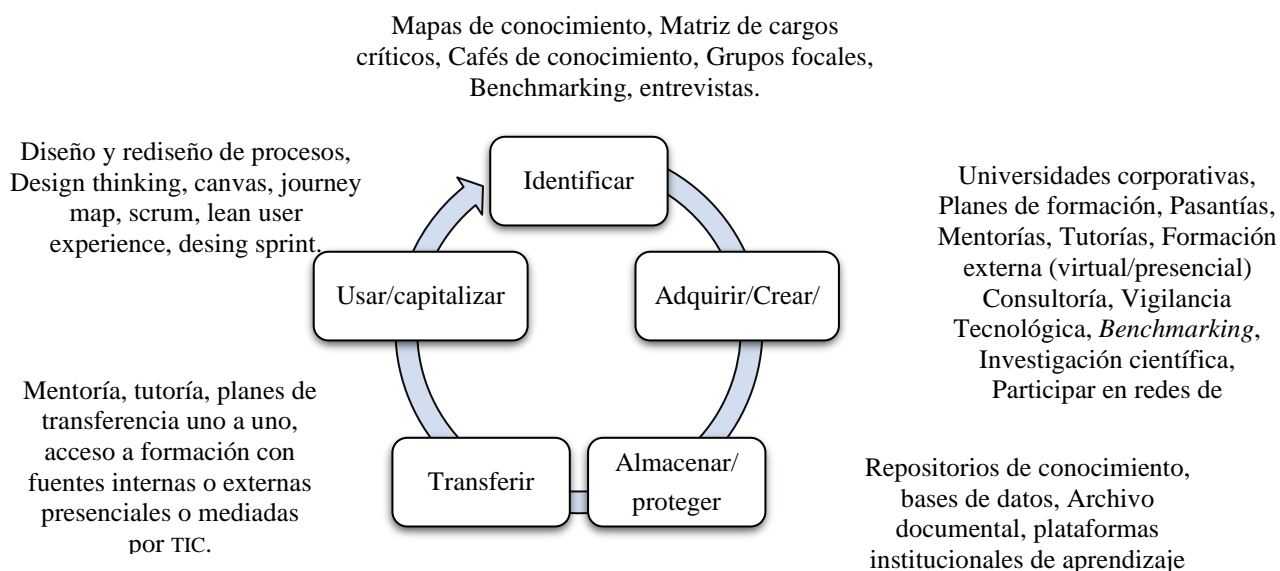 Mapas de conocimiento, Matriz de cargos
críticos, Cafés de conocimiento, Grupos focales,
Benchmarking, entrevistas.
Identificar
Universidades corporativas,
Planes de formación, Pasantías,
Mentorías, Tutorías, Formación
externa (virtual/presencial)
Consultoría, Vigilancia
Tecnológica, Benchmarking,
Investigación científica,
Participar en redes de
Adquirir/Crear/
Repositorios de conocimiento,
bases de datos, Archivo
documental, plataformas
institucionales de aprendizaje
Almacenar/
proteger
Transferir
Mentoría, tutoría, planes de
transferencia uno a uno,
acceso a formación con
fuentes internas o externas
presenciales o mediadas
por TIC.
Usar/capitalizar
Diseño y rediseño de procesos,
Design thinking, canvas, journey
map, scrum, lean user
experience, desing sprint.